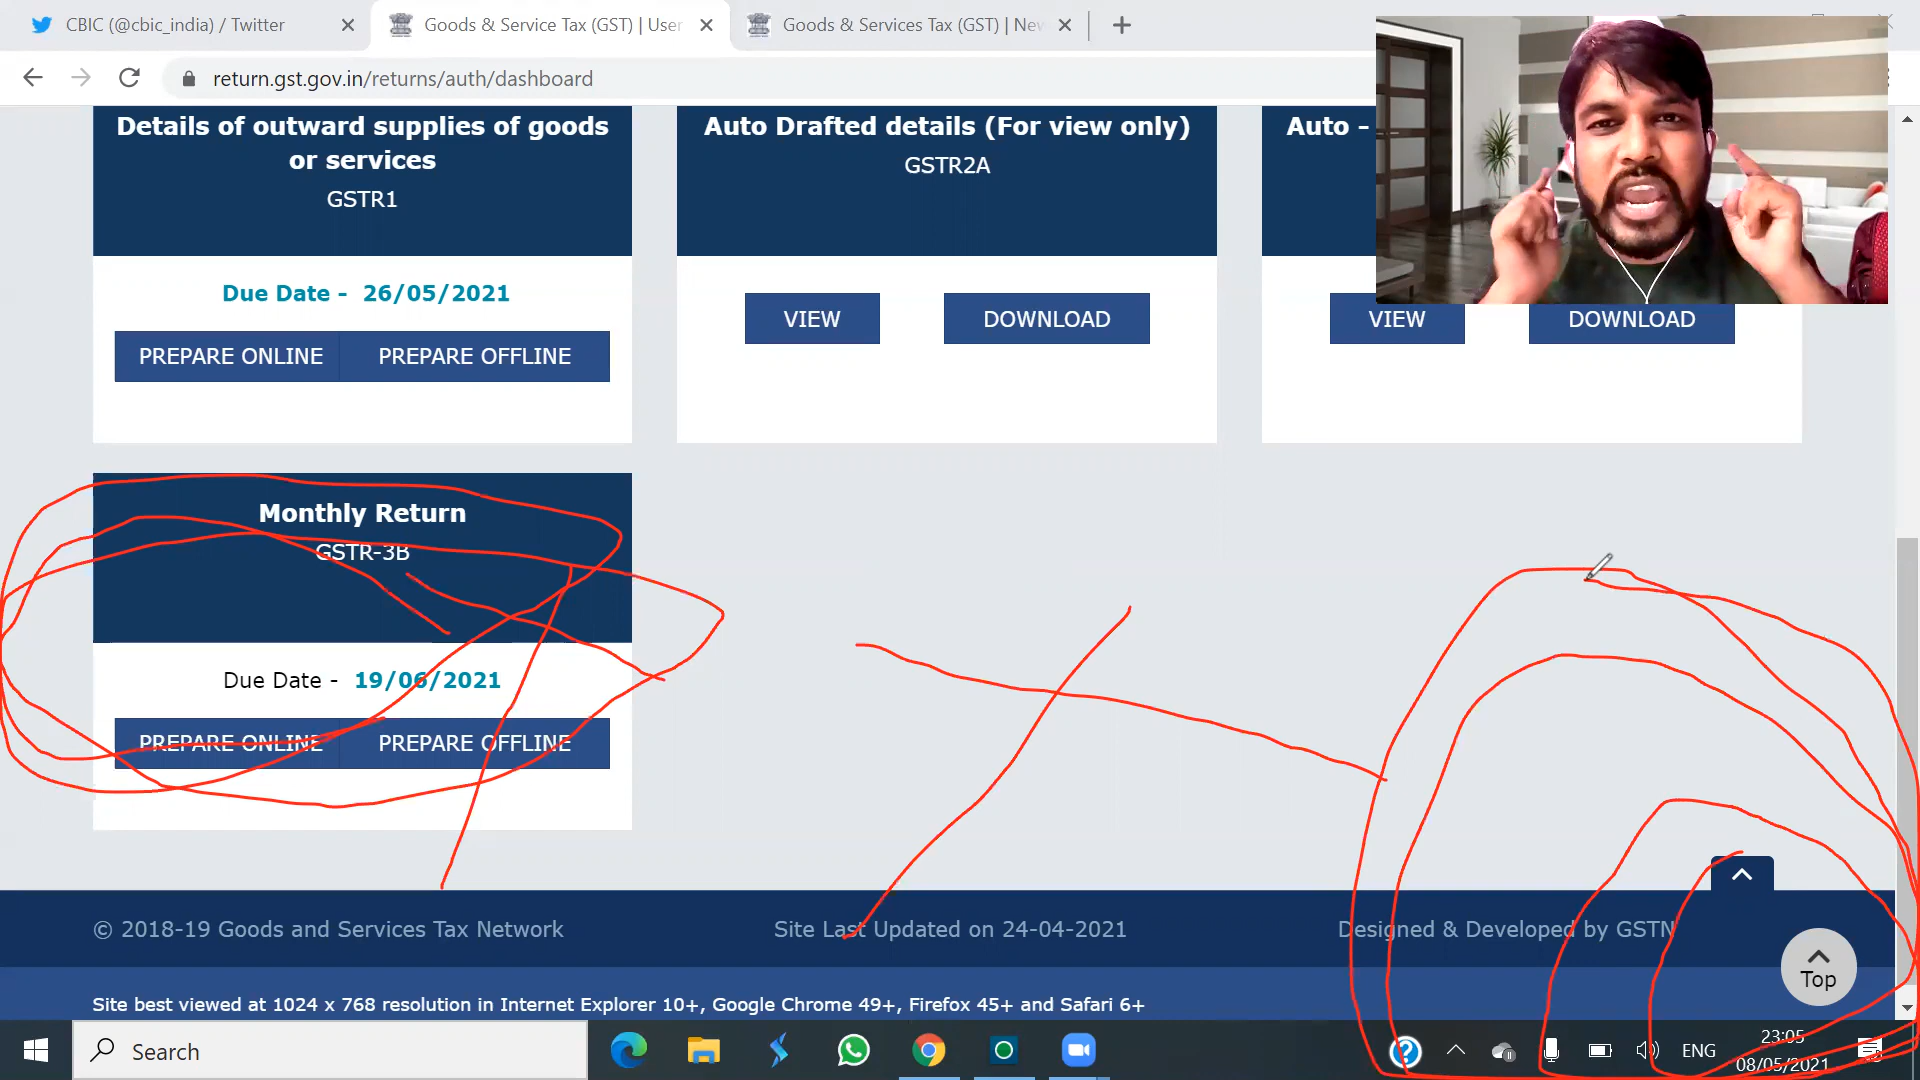 CBIC (@cbic_india) / Twitter
Goods & Service Tax (GST) | User
Goods & Services Tax (GST) | New
return.gst.gov.in/returns/auth/dashboard
Details of outward supplies of goods
or services
GSTR1
Due Date - 26/05/2021
PREPARE ONLINE
PREPARE OFFLINE
Auto Drafted details (For view only)
GSTR2A
VIEW
DOWNLOAD
Auto -
VIEW
DOWNLOAD
Monthly Return
GSTR-3B
Due Date - 19/06/2021
PREPARE ONLINE
PREPARE OFFLINE
© 2018-19 Goods and Services Tax Network
Site Last Updated on 24-04-2021
Designed & Developed by GSTN
Top
Site best viewed at 1024 x 768 resolution in Internet Explorer 10+, Google Chrome 49+, Firefox 45+ and Safari 6+
Search
ENG
23:05
08/05/2021